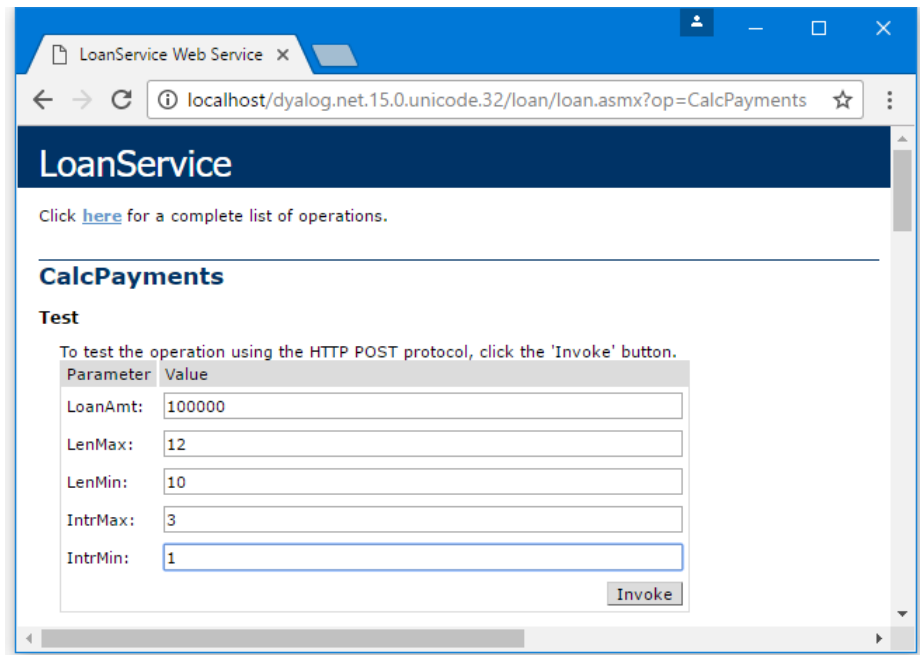 LoanService Web Service
localhost/dyalog.net.15.0.unicode.32/loan/loan.asmx?op=CalcPayments
LoanService
Click here for a complete list of operations.
CalcPayments
Test
To test the operation using the HTTP POST protocol, click the 'Invoke' button.
Parameter Value
LoanAmt: 100000
LenMax: 12
LenMin: 10
IntrMax: 3
IntrMin: 1
Invoke